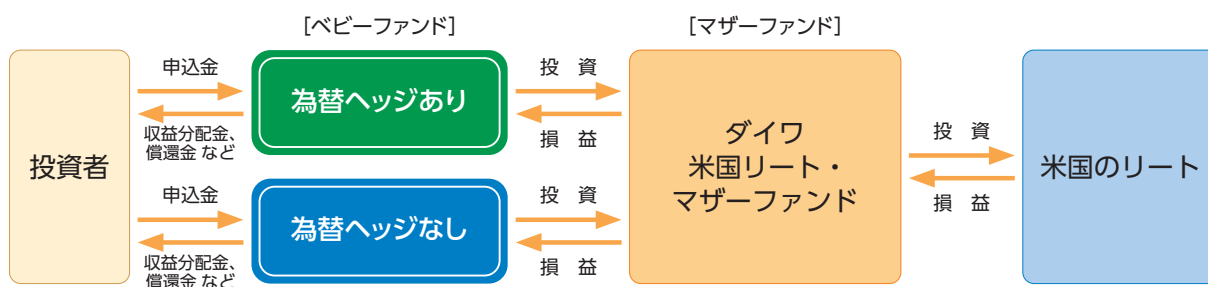 [ベビーファンド]
[マザーファンド]
投資者
申込金
収益分配金、
償還金 など
為替ヘッジあり
投 資
損 益
申込金
収益分配金、
償還金 など
為替ヘッジなし
投 資
損 益
ダイワ
米国リート・
マザーファンド
投 資
損 益
米国のリート